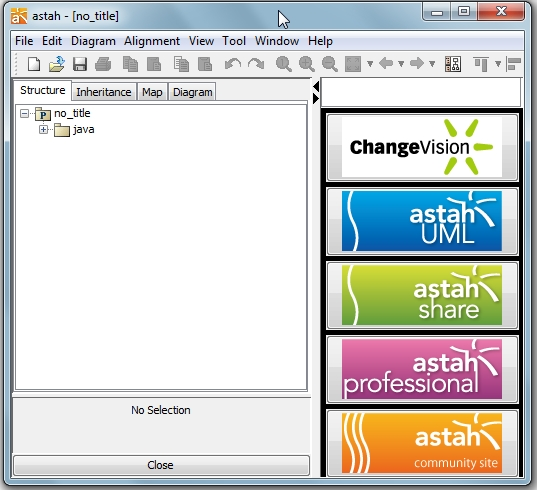 astah - [no_title]
File Edit Diagram Alignment View Tool Window Help
Structure Inheritance Map Diagram
P no_title
java
No Selection
Close
ChangeVision
astah
UML
astah
share
astah
professional
astah
community site